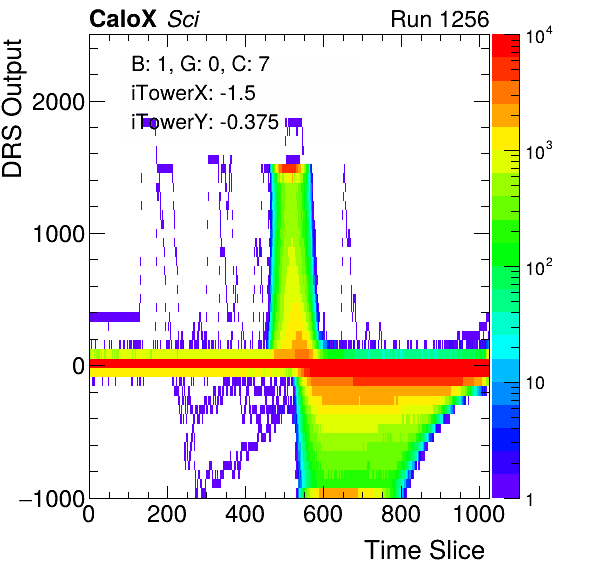 CaloX Sci Run 1256
B: 1, G: 0, C: 7
iTowerX: -1.5
iTowerY: -0.375
DRS Output
2000
1000
0
−1000
0 200 400 600 800 1000
Time Slice
10^4
10^3
10^2
10
1